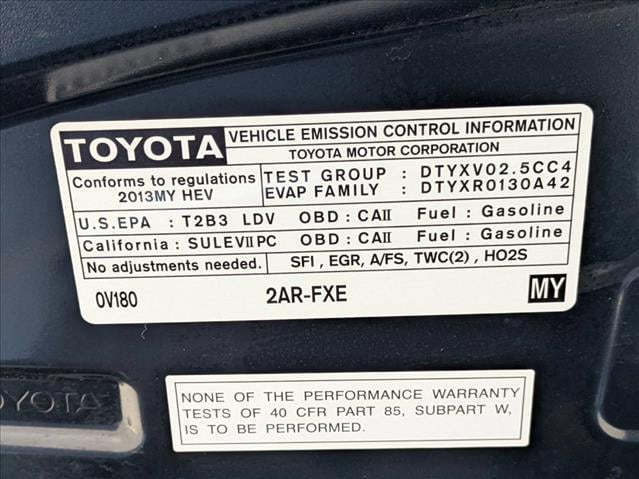 TOYOTA
VEHICLE EMISSION CONTROL INFORMATION
TOYOTA MOTOR CORPORATION
Conforms to regulations
2013MY HEV
TEST GROUP : DTYXV02.5CC4
EVAP FAMILY : DTYXR0130A42
U.S.EPA : T2B3 LDV OBD : CAII Fuel : Gasoline
California : SULEVII PC OBD : CAII Fuel : Gasoline
No adjustments needed. SFI , EGR, A/FS, TWC(2) , HO2S
0V180 2AR-FXE MY
NONE OF THE PERFORMANCE WARRANTY
TESTS OF 40 CFR PART 85, SUBPART W,
IS TO BE PERFORMED.
TOYOTA